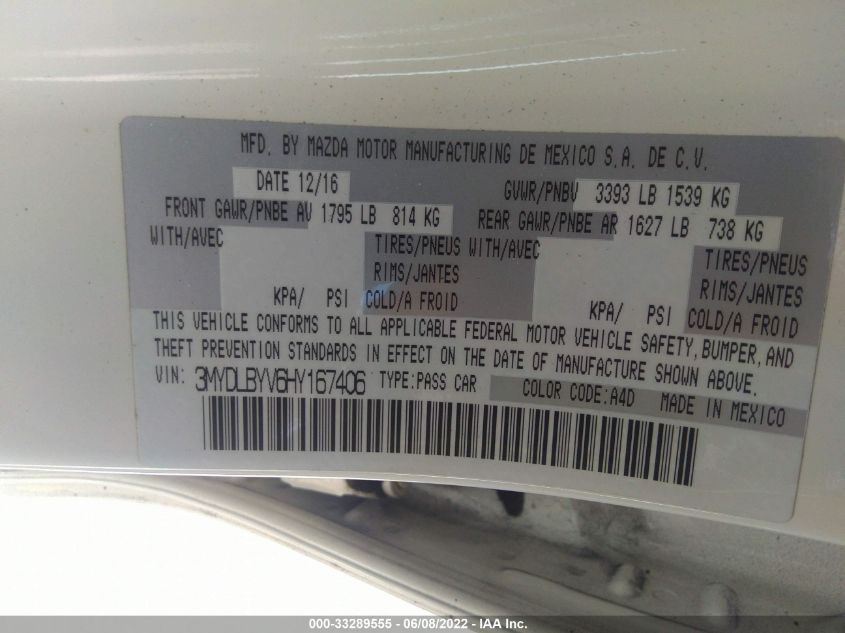 MFD. BY MAZDA MOTOR MANUFACTURING DE MEXICO S.A. DE C.V.
DATE 12/16 GVWR/PNBV 3393 LB 1539 KG
FRONT GAWR/PNBE AV 1795 LB 814 KG REAR GAWR/PNBE AR 1627 LB 738 KG
WITH/AVEC TIRES/PNEUS WITH/AVEC TIRES/PNEUS
RIMS/JANTES RIMS/JANTES
KPA/ PSI COLD/A FROID KPA/ PSI COLD/A FROID
THIS VEHICLE CONFORMS TO ALL APPLICABLE FEDERAL MOTOR VEHICLE SAFETY, BUMPER, AND
THEFT PREVENTION STANDARDS IN EFFECT ON THE DATE OF MANUFACTURE SHOWN ABOVE.
VIN: 3MYDLBYV6HY167406 TYPE:PASS CAR COLOR CODE:A4D MADE IN MEXICO
000-33289555 - 06/08/2022 - IAA Inc.